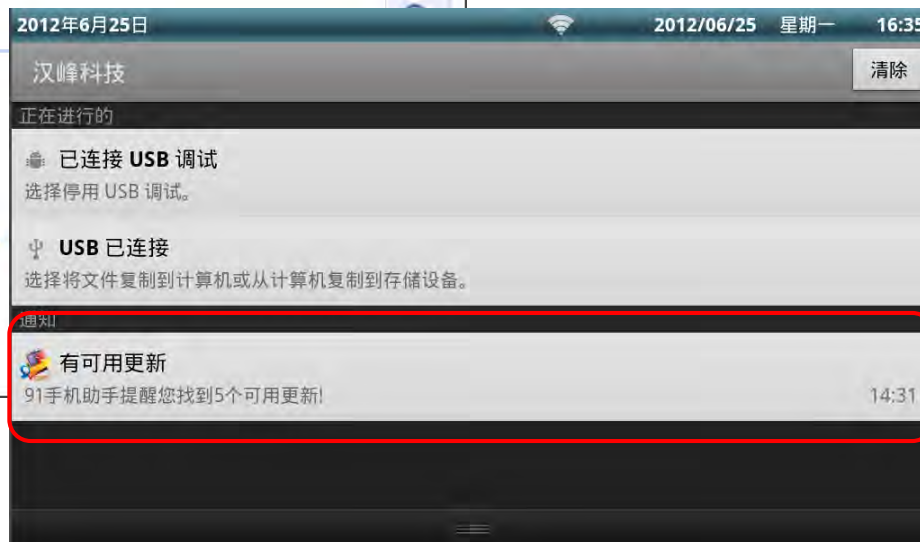 2012年6月25日 2012/06/25 星期一 16:35
汉峰科技 清除
正在进行的
已连接 USB 调试
选择停用 USB 调试。
USB 已连接
选择将文件复制到计算机或从计算机复制到存储设备。
通知
有可用更新
91手机助手提醒您找到5个可用更新! 14:31